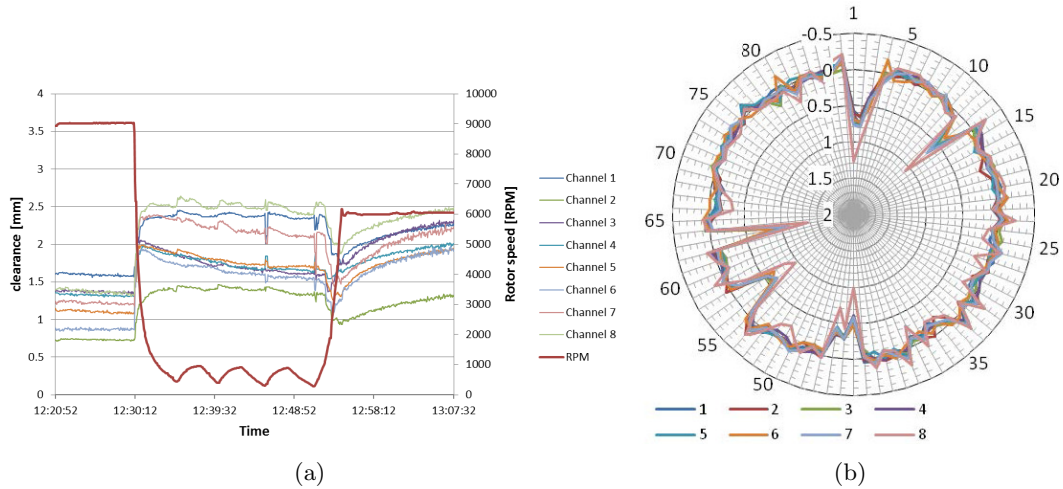 4
3.5
3
2.5
2
1.5
1
0.5
0
clearance [mm]
10000
9000
8000
7000
6000
5000
4000
3000
2000
1000
0
Rotor speed [RPM]
12:20:52 12:30:12 12:39:32 12:48:52 12:58:12 13:07:32
Time
Channel 1
Channel 2
Channel 3
Channel 4
Channel 5
Channel 6
Channel 7
Channel 8
RPM
(a)
1
5
10
15
20
25
30
35
50
55
60
65
70
75
80
-0.5
0
0.5
1
1.5
2
1 2 3 4
5 6 7 8
(b)